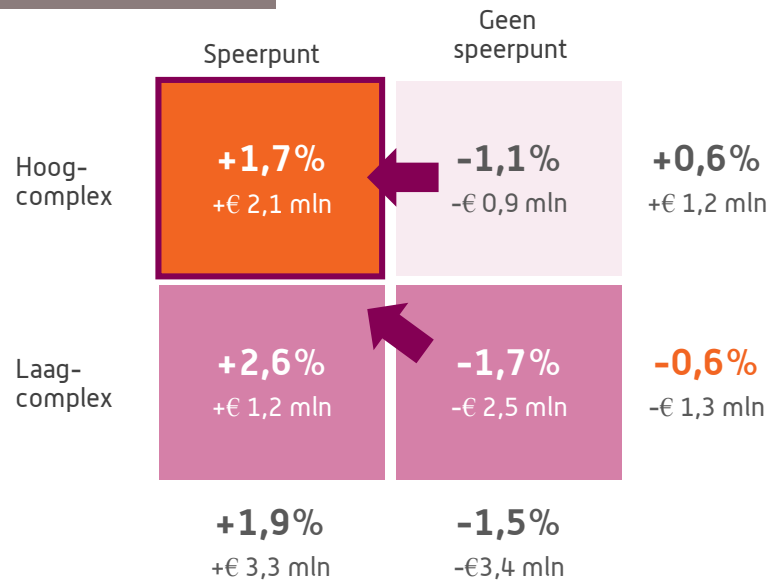 Speerpunt
Geen
speerpunt
Hoog-
complex
+1,7%
+€ 2,1 mln
-1,1%
-€ 0,9 mln
+0,6%
+€ 1,2 mln
Laag-
complex
+2,6%
+€ 1,2 mln
-1,7%
-€ 2,5 mln
-0,6%
-€ 1,3 mln
+1,9%
+€ 3,3 mln
-1,5%
-€3,4 mln